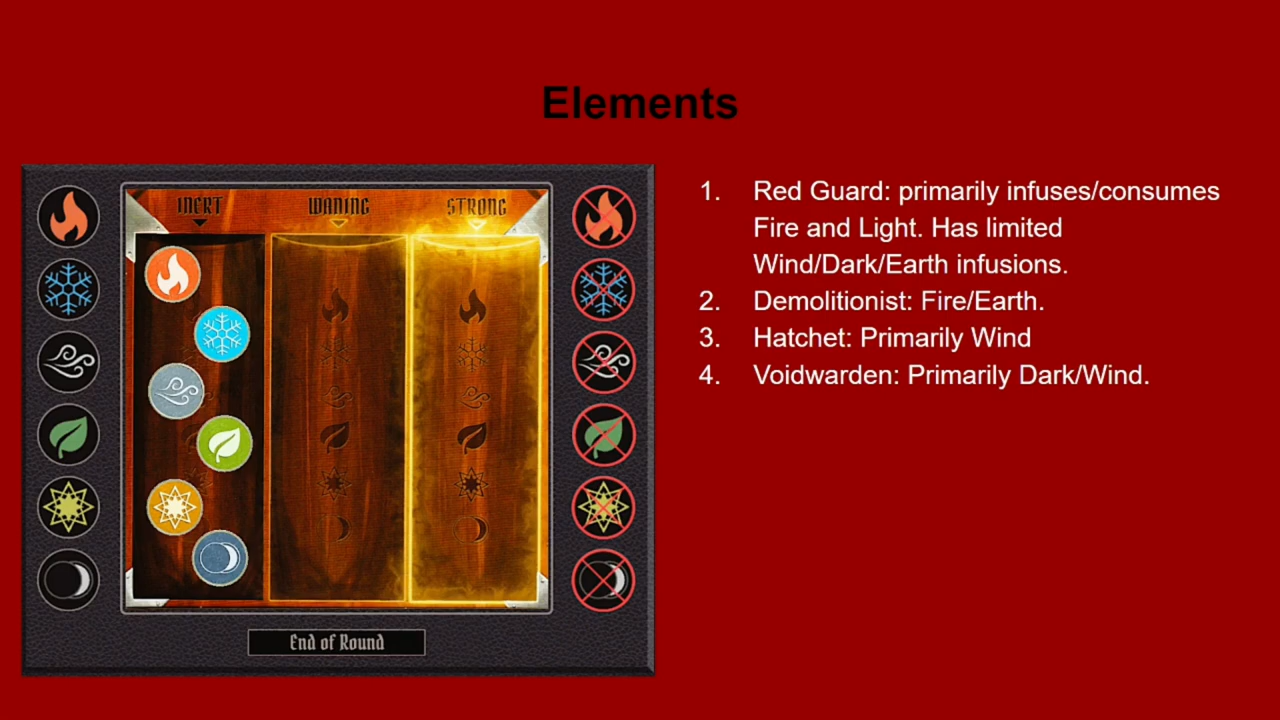 Elements
INERT
WANING
STRONG
End of Round
1. Red Guard: primarily infuses/consumes
Fire and Light. Has limited
Wind/Dark/Earth infusions.
2. Demolitionist: Fire/Earth.
3. Hatchet: Primarily Wind
4. Voidwarden: Primarily Dark/Wind.